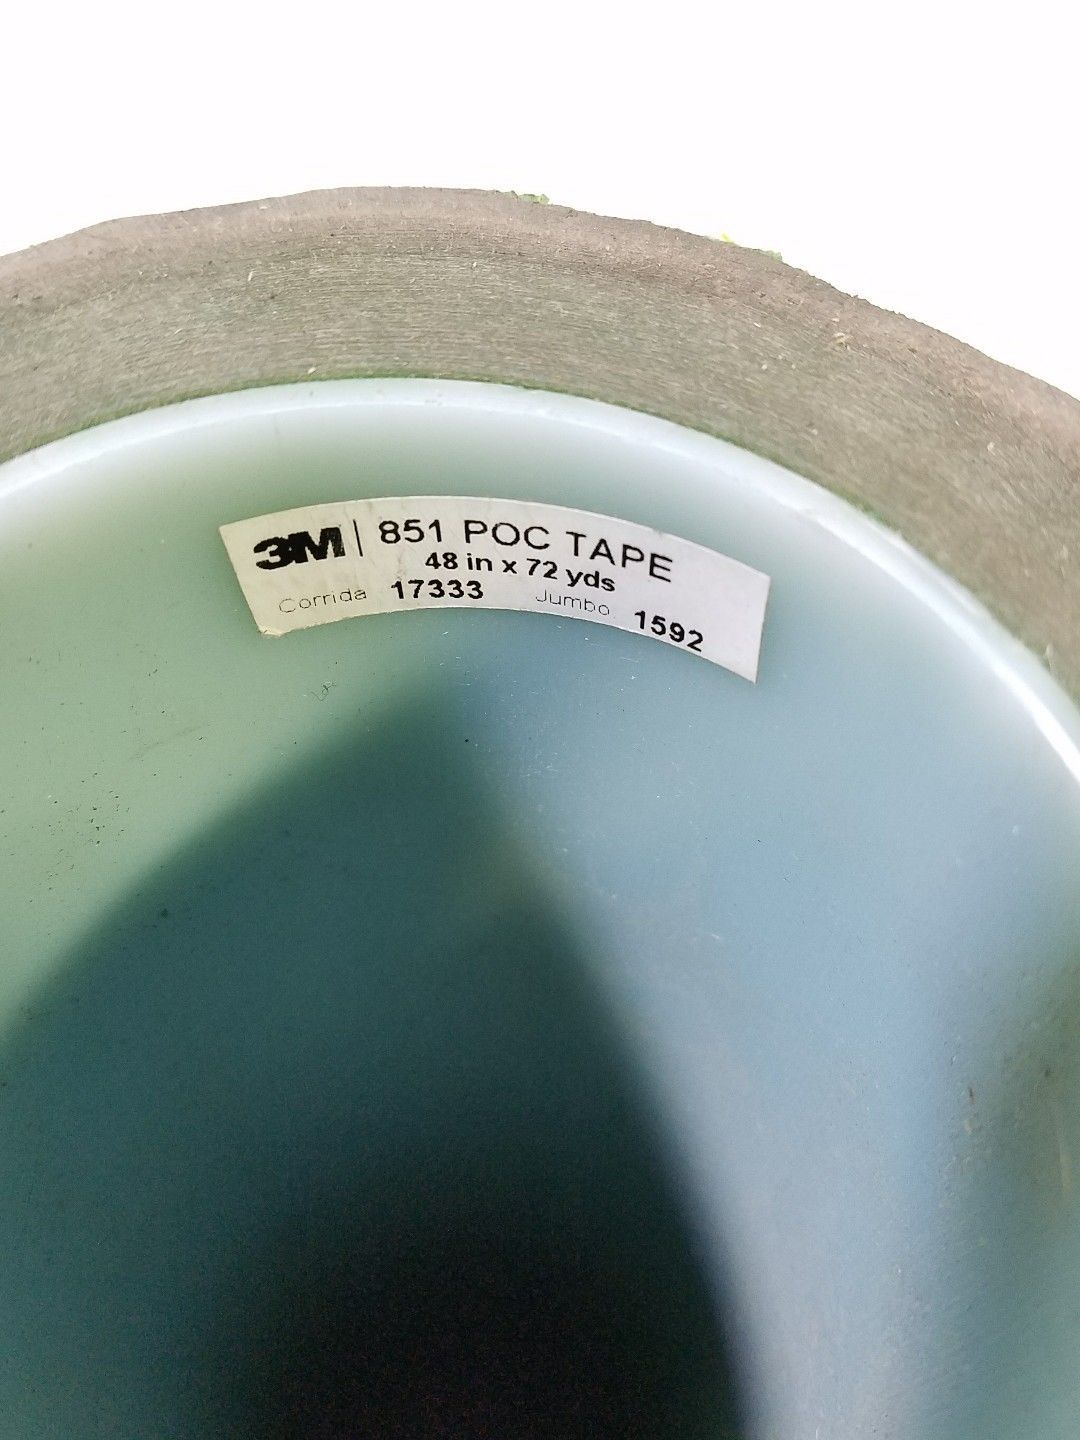 3M | 851 POC TAPE
48 in x 72 yds
Corrida 17333 Jumbo 1592